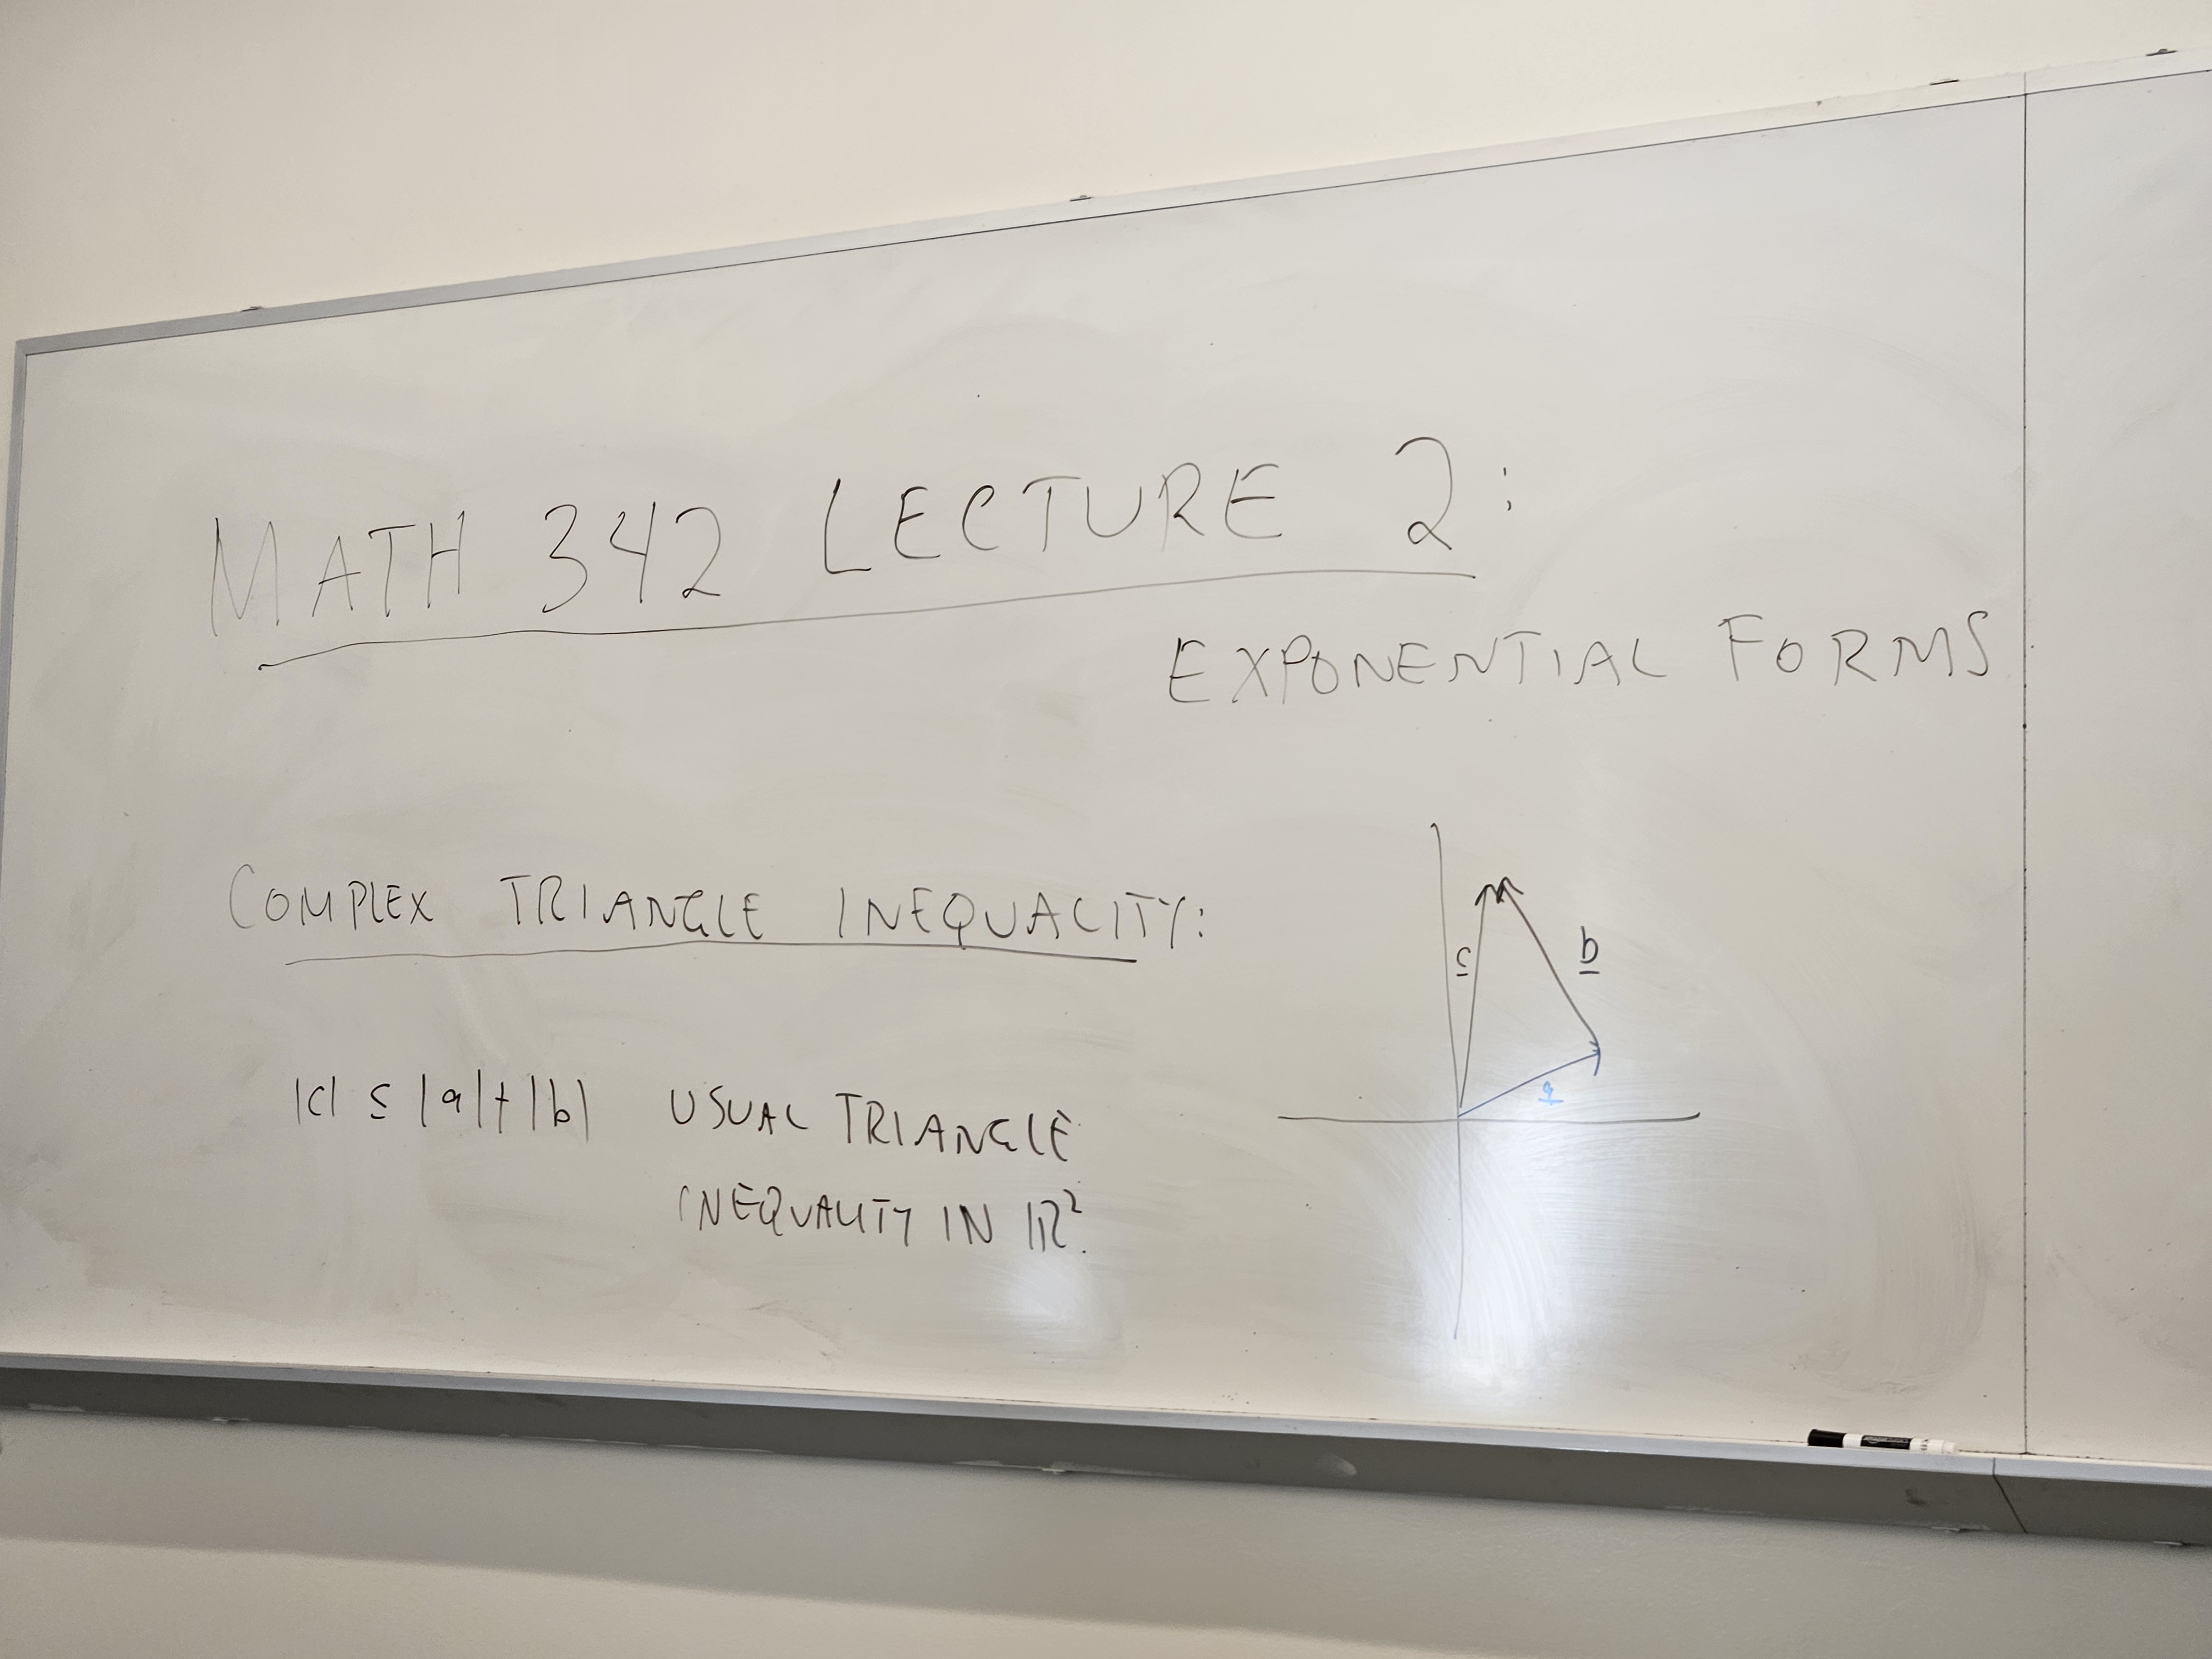 MATH 342 LECTURE 2:
EXPONENTIAL FORMS
COMPLEX TRIANGLE INEQUALITY:
|c| ≤ |a|+|b| USUAL TRIANGLE
INEQUALITY IN ℝ².
c
b
a